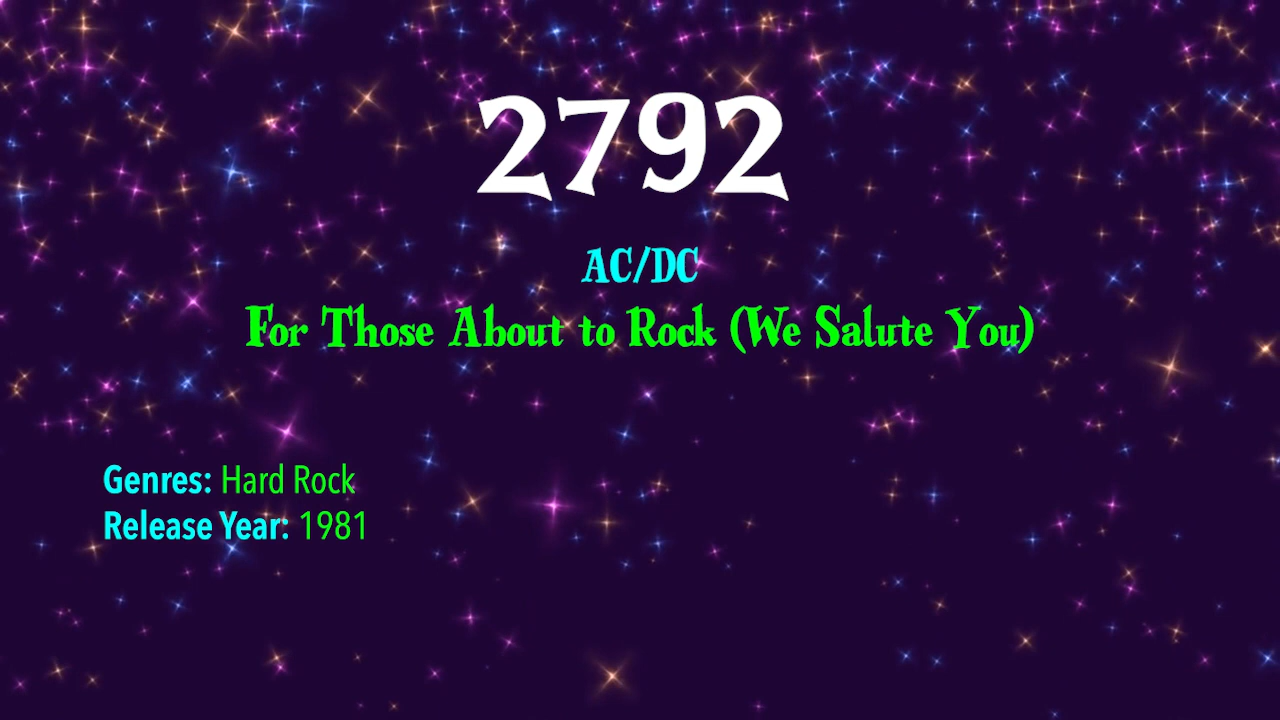 2792
AC/DC
For Those About to Rock (We Salute You)
Genres: Hard Rock
Release Year: 1981